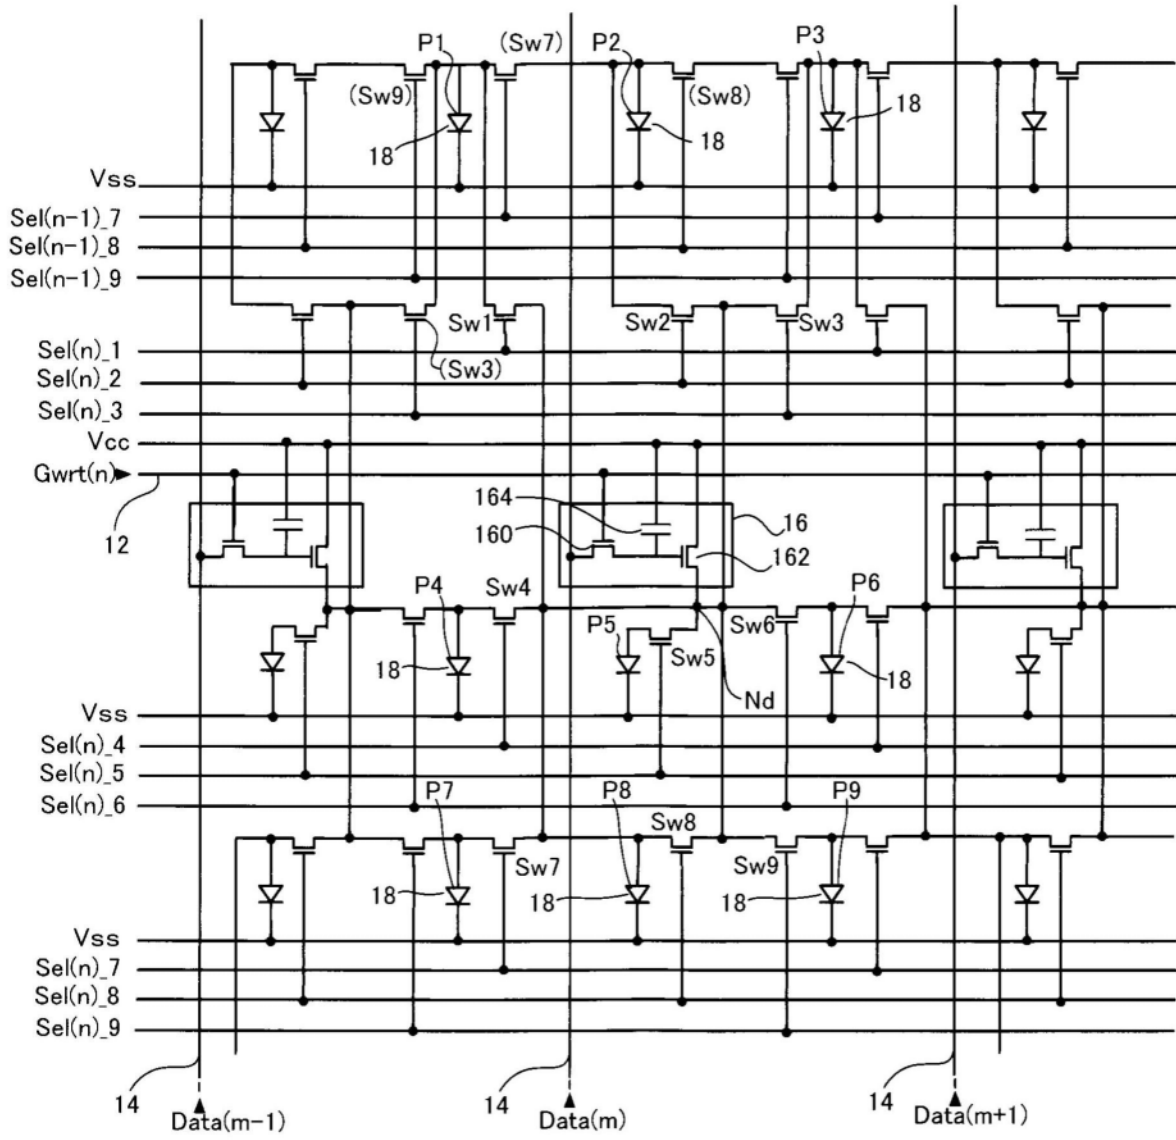 P1
(Sw7)
P2
P3
(Sw9)
(Sw8)
18
18
18
Vss
Sel(n-1)_7
Sel(n-1)_8
Sel(n-1)_9
Sw1
Sw2
Sw3
Sel(n)_1
(Sw3)
Sel(n)_2
Sel(n)_3
Vcc
Gwrt(n)
12
164
16
160
162
P4
Sw4
P5
Sw6
P6
18
Sw5
18
Nd
Vss
Sel(n)_4
Sel(n)_5
Sel(n)_6
P7
P8
P9
Sw8
Sw7
Sw9
18
18
18
Vss
Sel(n)_7
Sel(n)_8
Sel(n)_9
14
14
14
Data(m-1)
Data(m)
Data(m+1)